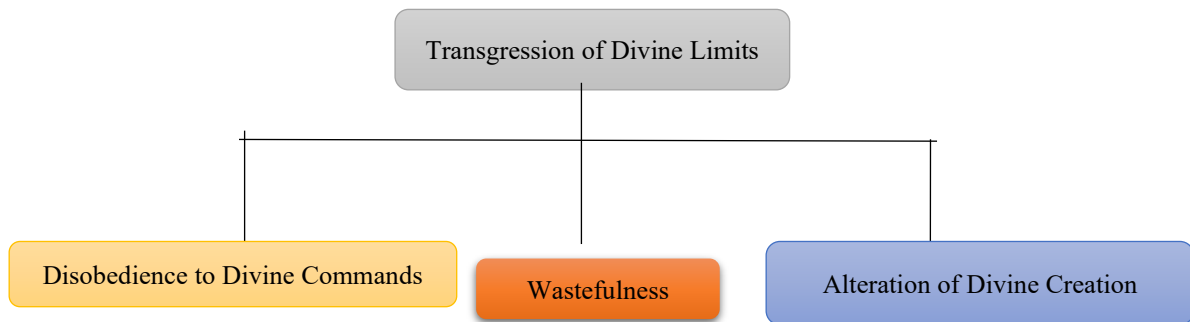 Transgression of Divine Limits
Disobedience to Divine Commands
Wastefulness
Alteration of Divine Creation